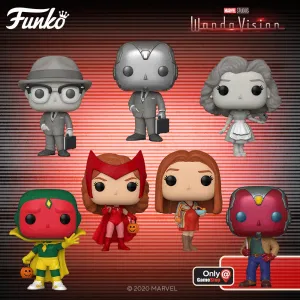 Funko
MARVEL STUDIOS
WandaVision
Only @
GameStop
© 2020 MARVEL